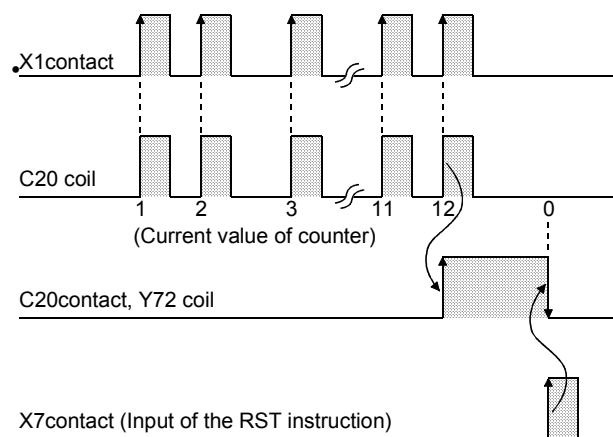 X1contact
C20 coil
1 2 3 11 12 0
(Current value of counter)
C20contact, Y72 coil
X7contact (Input of the RST instruction)